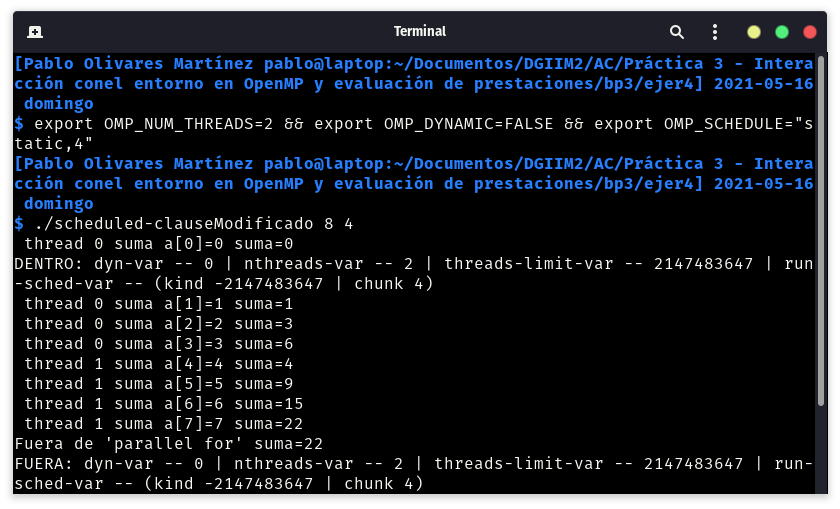 Terminal
[Pablo Olivares Martínez pablo@laptop:~/Documentos/DGIIM2/AC/Práctica 3 - Intera
cción conel entorno en OpenMP y evaluación de prestaciones/bp3/ejer4] 2021-05-16
 domingo
$ export OMP_NUM_THREADS=2 && export OMP_DYNAMIC=FALSE && export OMP_SCHEDULE="s
tatic,4"
[Pablo Olivares Martínez pablo@laptop:~/Documentos/DGIIM2/AC/Práctica 3 - Intera
cción conel entorno en OpenMP y evaluación de prestaciones/bp3/ejer4] 2021-05-16
 domingo
$ ./scheduled-clauseModificado 8 4
 thread 0 suma a[0]=0 suma=0
DENTRO: dyn-var -- 0 | nthreads-var -- 2 | threads-limit-var -- 2147483647 | run
-sched-var -- (kind -2147483647 | chunk 4)
 thread 0 suma a[1]=1 suma=1
 thread 0 suma a[2]=2 suma=3
 thread 0 suma a[3]=3 suma=6
 thread 1 suma a[4]=4 suma=4
 thread 1 suma a[5]=5 suma=9
 thread 1 suma a[6]=6 suma=15
 thread 1 suma a[7]=7 suma=22
Fuera de 'parallel for' suma=22
FUERA: dyn-var -- 0 | nthreads-var -- 2 | threads-limit-var -- 2147483647 | run-
sched-var -- (kind -2147483647 | chunk 4)